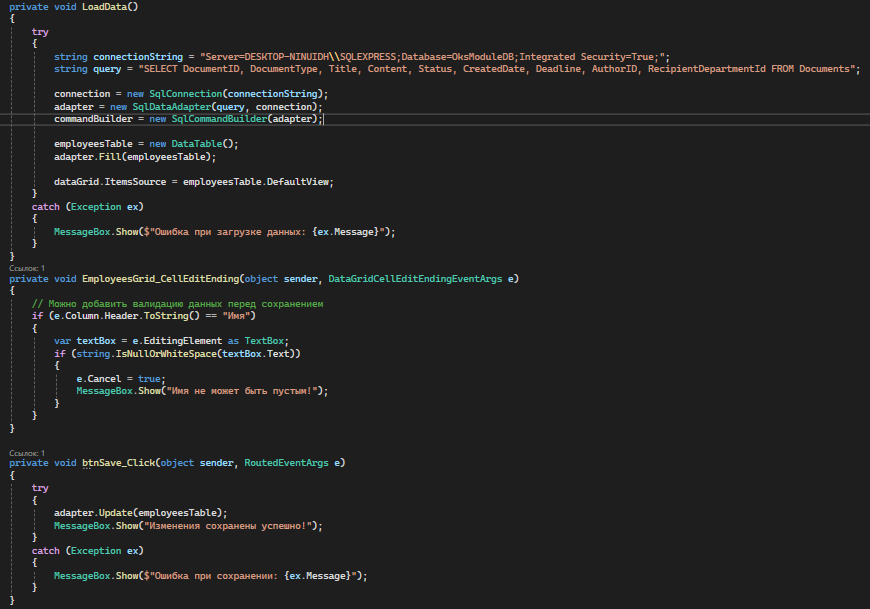 private void LoadData()
{
try
{
string connectionString = "Server=DESKTOP-NINUIDH\\SQLEXPRESS;Database=OksModuleDB;Integrated Security=True;";
string query = "SELECT DocumentID, DocumentType, Title, Content, Status, CreatedDate, Deadline, AuthorID, RecipientDepartmentId FROM Documents";
connection = new SqlConnection(connectionString);
adapter = new SqlDataAdapter(query, connection);
commandBuilder = new SqlCommandBuilder(adapter);
employeesTable = new DataTable();
adapter.Fill(employeesTable);
dataGrid.ItemsSource = employeesTable.DefaultView;
}
catch (Exception ex)
{
MessageBox.Show($"Ошибка при загрузке данных: {ex.Message}");
}
}
Ссылок: 1
private void EmployeesGrid_CellEditEnding(object sender, DataGridCellEditEndingEventArgs e)
{
// Можно добавить валидацию данных перед сохранением
if (e.Column.Header.ToString() == "Имя")
{
var textBox = e.EditingElement as TextBox;
if (string.IsNullOrWhiteSpace(textBox.Text))
{
e.Cancel = true;
MessageBox.Show("Имя не может быть пустым!");
}
}
}
Ссылок: 1
private void btnSave_Click(object sender, RoutedEventArgs e)
{
try
{
adapter.Update(employeesTable);
MessageBox.Show("Изменения сохранены успешно!");
}
catch (Exception ex)
{
MessageBox.Show($"Ошибка при сохранении: {ex.Message}");
}
}